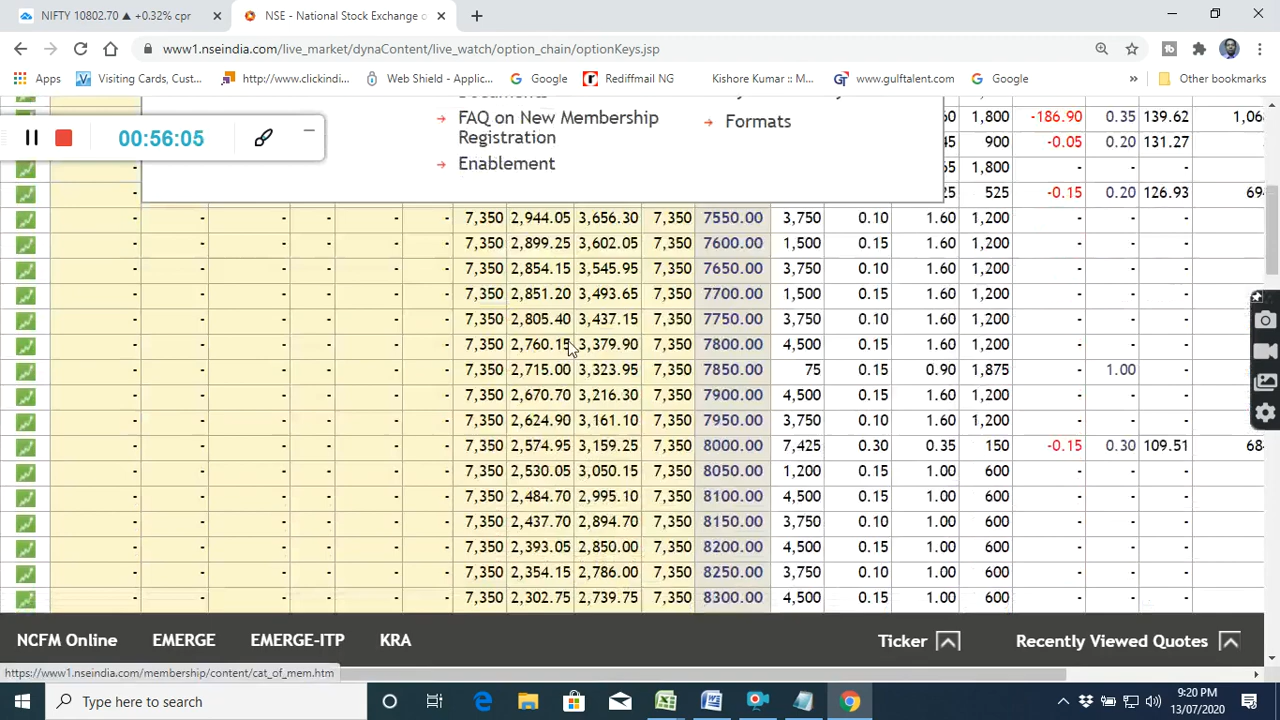 NIFTY 10802.70 ▲ +0.32% cpr
NSE - National Stock Exchange o
www1.nseindia.com/live_market/dynaContent/live_watch/option_chain/optionKeys.jsp
Apps Visiting Cards, Cust... http://www.clickindi... Web Shield - Applic... Google Rediffmail NG Kishore Kumar :: M... www.gulftalent.com Google » Other bookmarks
FAQ on New Membership
Registration
Enablement
Formats
00:56:05
1,800 -186.90 0.35 139.62
900 -0.05 0.20 131.27
1,800 - - -
525 -0.15 0.20 126.93
- - - - - - 7,350 2,944.05 3,656.30 7,350 7550.00 3,750 0.10 1.60 1,200 - - -
- - - - - - 7,350 2,899.25 3,602.05 7,350 7600.00 1,500 0.15 1.60 1,200 - - -
- - - - - - 7,350 2,854.15 3,545.95 7,350 7650.00 3,750 0.10 1.60 1,200 - - -
- - - - - - 7,350 2,851.20 3,493.65 7,350 7700.00 1,500 0.15 1.60 1,200 - - -
- - - - - - 7,350 2,805.40 3,437.15 7,350 7750.00 3,750 0.10 1.60 1,200 - - -
- - - - - - 7,350 2,760.15 3,379.90 7,350 7800.00 4,500 0.15 1.60 1,200 - - -
- - - - - - 7,350 2,715.00 3,323.95 7,350 7850.00 75 0.15 0.90 1,875 - 1.00 -
- - - - - - 7,350 2,670.70 3,216.30 7,350 7900.00 4,500 0.15 1.60 1,200 - - -
- - - - - - 7,350 2,624.90 3,161.10 7,350 7950.00 3,750 0.10 1.60 1,200 - - -
- - - - - - 7,350 2,574.95 3,159.25 7,350 8000.00 7,425 0.30 0.35 150 -0.15 0.30 109.51
- - - - - - 7,350 2,530.05 3,050.15 7,350 8050.00 1,200 0.15 1.00 600 - - -
- - - - - - 7,350 2,484.70 2,995.10 7,350 8100.00 4,500 0.15 1.00 600 - - -
- - - - - - 7,350 2,437.70 2,894.70 7,350 8150.00 3,750 0.10 1.00 600 - - -
- - - - - - 7,350 2,393.05 2,850.00 7,350 8200.00 4,500 0.15 1.00 600 - - -
- - - - - - 7,350 2,354.15 2,786.00 7,350 8250.00 3,750 0.10 1.00 600 - - -
- - - - - - 7,350 2,302.75 2,739.75 7,350 8300.00 4,500 0.15 1.00 600 - - -
NCFM Online EMERGE EMERGE-ITP KRA Ticker Recently Viewed Quotes
https://www1.nseindia.com/membership/content/cat_of_mem.htm
Type here to search
9:20 PM
13/07/2020